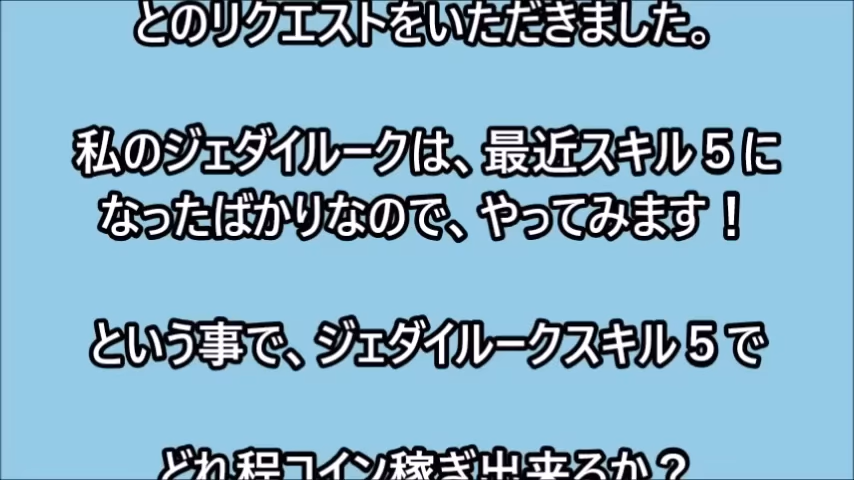 とのリクエストをいただきました。
私のジェダイルークは、最近スキル５に
なったばかりなので、やってみます！
という事で、ジェダイルークスキル５で
どれ程コイン稼ぎ出来るか？